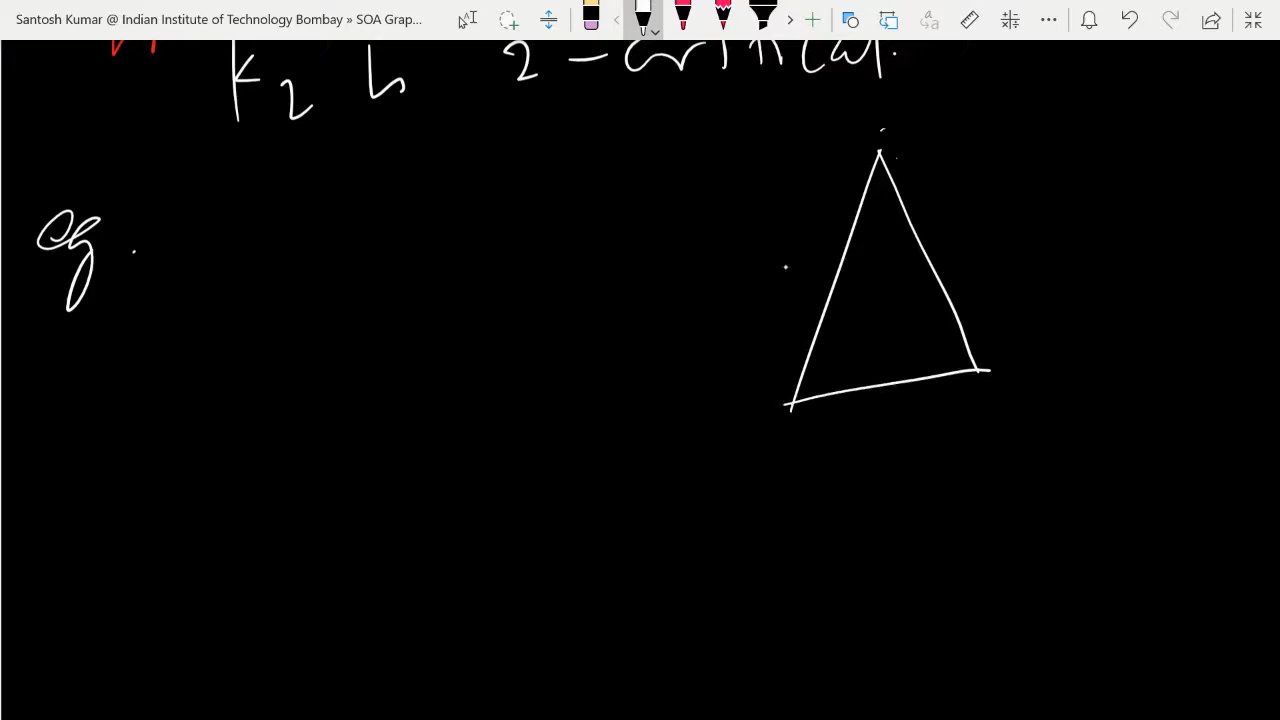 Santosh Kumar @ Indian Institute of Technology Bombay » SOA Grap...
K2 is 2-critical.
eg.